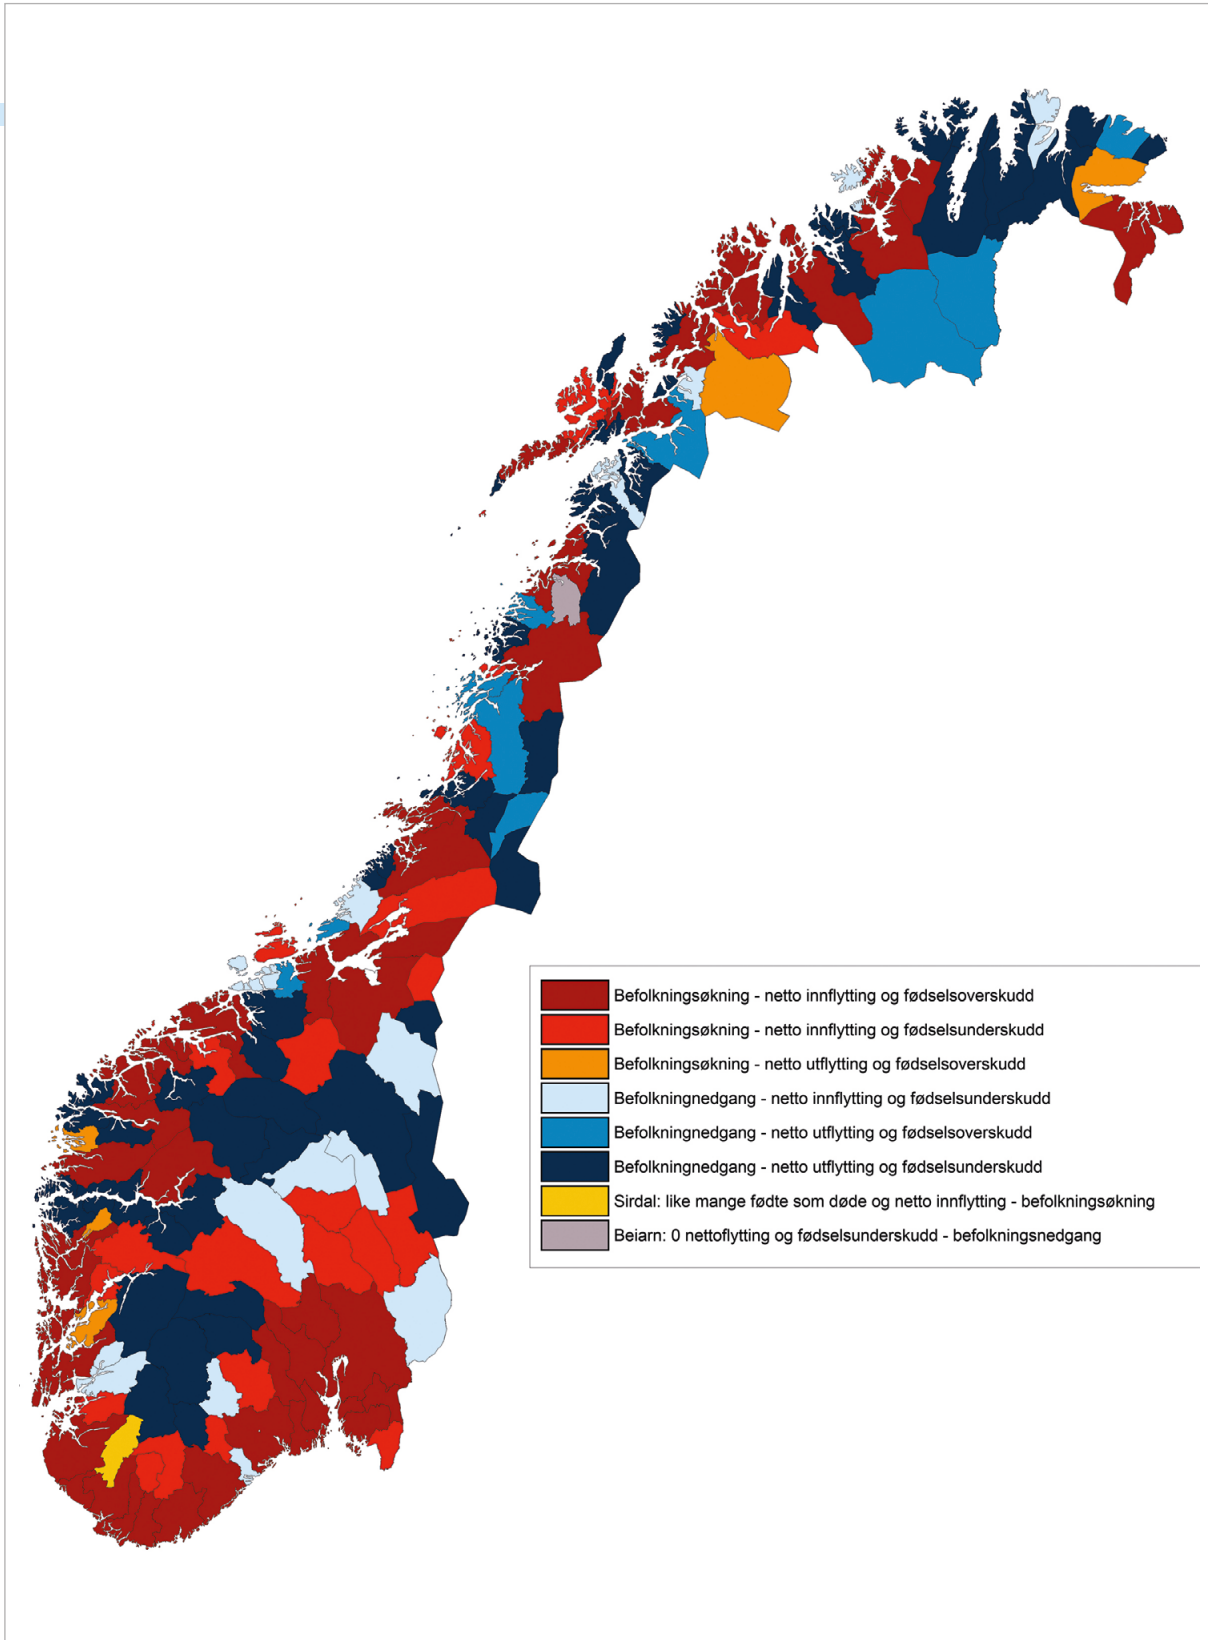 Befolkningsøkning - netto innflytting og fødselsoverskudd
Befolkningsøkning - netto innflytting og fødselsunderskudd
Befolkningsøkning - netto utflytting og fødselsoverskudd
Befolkningnedgang - netto innflytting og fødselsunderskudd
Befolkningnedgang - netto utflytting og fødselsoverskudd
Befolkningnedgang - netto utflytting og fødselsunderskudd
Sirdal: like mange fødte som døde og netto innflytting - befolkningsøkning
Beiarn: 0 nettoflytting og fødselsunderskudd - befolkningsnedgang